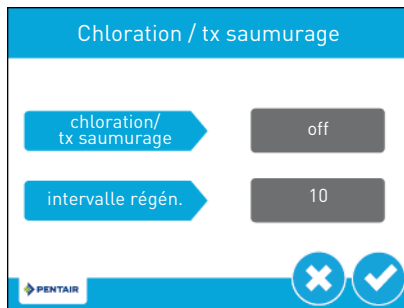 Chloration / tx saumurage
chloration/
tx saumurage
off
intervalle régén.
10
PENTAIR